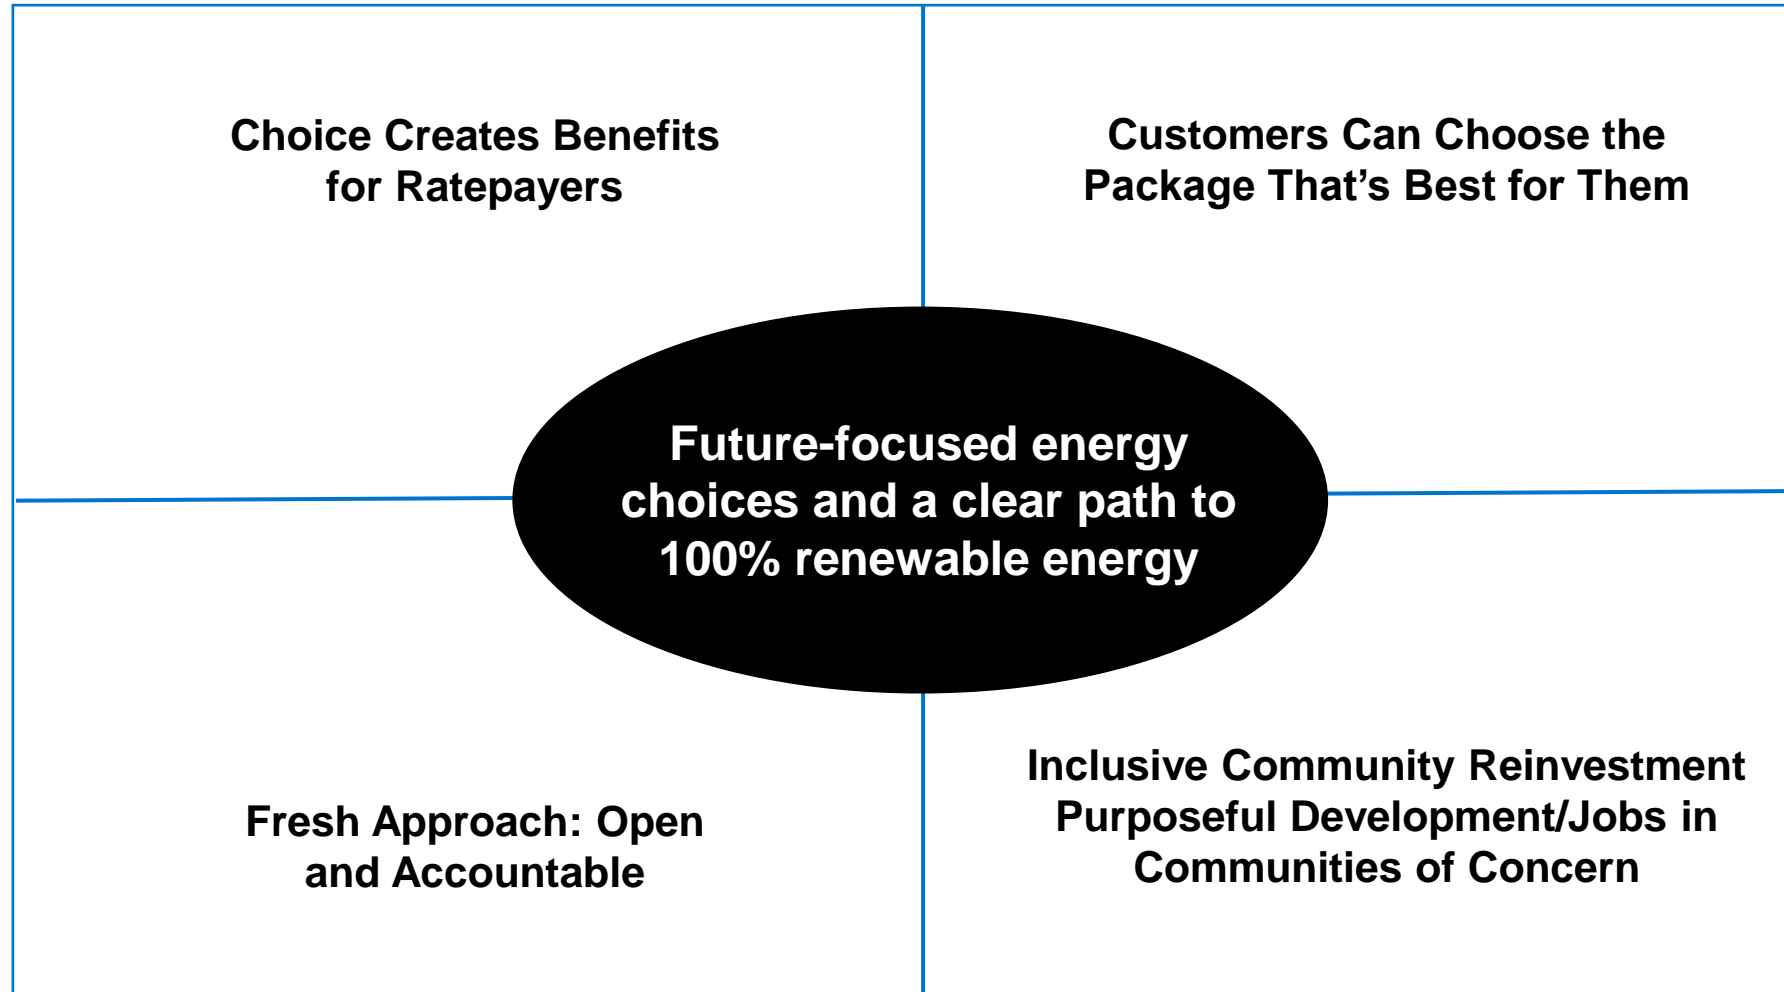 Choice Creates Benefits
for Ratepayers
Customers Can Choose the
Package That’s Best for Them
Future-focused energy
choices and a clear path to
100% renewable energy
Fresh Approach: Open
and Accountable
Inclusive Community Reinvestment
Purposeful Development/Jobs in
Communities of Concern